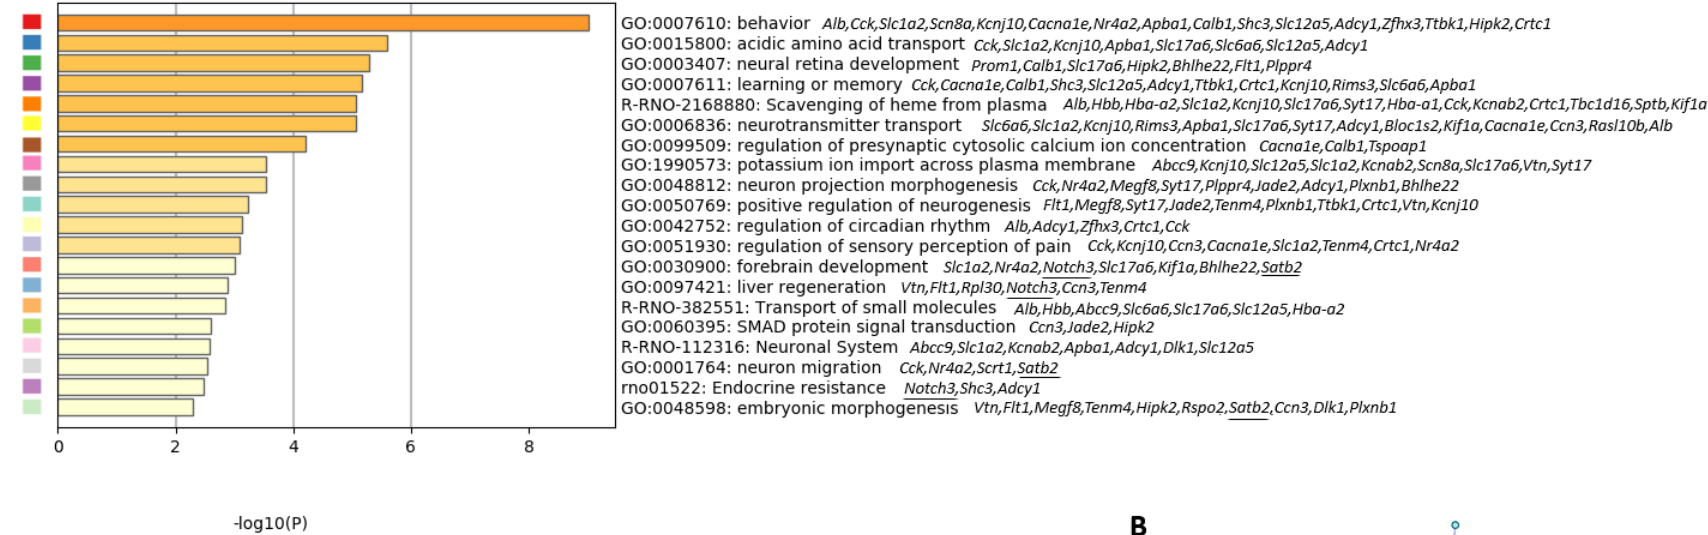 GO:0007610: behavior Alb,Cck,Slc1a2,Scn8a,Kcnj10,Cacna1e,Nr4a2,Apba1,Calb1,Shc3,Slc12a5,Adcy1,Zfhx3,Ttbk1,Hipk2,Crtc1
GO:0015800: acidic amino acid transport Cck,Slc1a2,Kcnj10,Apba1,Slc17a6,Slc6a6,Slc12a5,Adcy1
GO:0003407: neural retina development Prom1,Calb1,Slc17a6,Hipk2,Bhlhe22,Flt1,Plppr4
GO:0007611: learning or memory Cck,Cacna1e,Calb1,Shc3,Slc12a5,Adcy1,Ttbk1,Crtc1,Kcnj10,Rims3,Slc6a6,Apba1
R-RNO-2168880: Scavenging of heme from plasma Alb,Hbb,Hba-a2,Slc1a2,Kcnj10,Slc17a6,Syt17,Hba-a1,Cck,Kcnab2,Crtc1,Tbc1d16,Sptb,Kif1a
GO:0006836: neurotransmitter transport Slc6a6,Slc1a2,Kcnj10,Rims3,Apba1,Slc17a6,Syt17,Adcy1,Bloc1s2,Kif1a,Cacna1e,Ccn3,Rasl10b,Alb
GO:0099509: regulation of presynaptic cytosolic calcium ion concentration Cacna1e,Calb1,Tspoap1
GO:1990573: potassium ion import across plasma membrane Abcc9,Kcnj10,Slc12a5,Slc1a2,Kcnab2,Scn8a,Slc17a6,Vtn,Syt17
GO:0048812: neuron projection morphogenesis Cck,Nr4a2,Megf8,Syt17,Plppr4,Jade2,Adcy1,Plxnb1,Bhlhe22
GO:0050769: positive regulation of neurogenesis Flt1,Megf8,Syt17,Jade2,Tenm4,Plxnb1,Ttbk1,Crtc1,Vtn,Kcnj10
GO:0042752: regulation of circadian rhythm Alb,Adcy1,Zfhx3,Crtc1,Cck
GO:0051930: regulation of sensory perception of pain Cck,Kcnj10,Ccn3,Cacna1e,Slc1a2,Tenm4,Crtc1,Nr4a2
GO:0030900: forebrain development Slc1a2,Nr4a2,Notch3,Slc17a6,Kif1a,Bhlhe22,Satb2
GO:0097421: liver regeneration Vtn,Flt1,Rpl30,Notch3,Ccn3,Tenm4
R-RNO-382551: Transport of small molecules Alb,Hbb,Abcc9,Slc6a6,Slc17a6,Slc12a5,Hba-a2
GO:0060395: SMAD protein signal transduction Ccn3,Jade2,Hipk2
R-RNO-112316: Neuronal System Abcc9,Slc1a2,Kcnab2,Apba1,Adcy1,Dlk1,Slc12a5
GO:0001764: neuron migration Cck,Nr4a2,Scrt1,Satb2
rno01522: Endocrine resistance Notch3,Shc3,Adcy1
GO:0048598: embryonic morphogenesis Vtn,Flt1,Megf8,Tenm4,Hipk2,Rspo2,Satb2,Ccn3,Dlk1,Plxnb1
0 2 4 6 8
-log10(P)
B